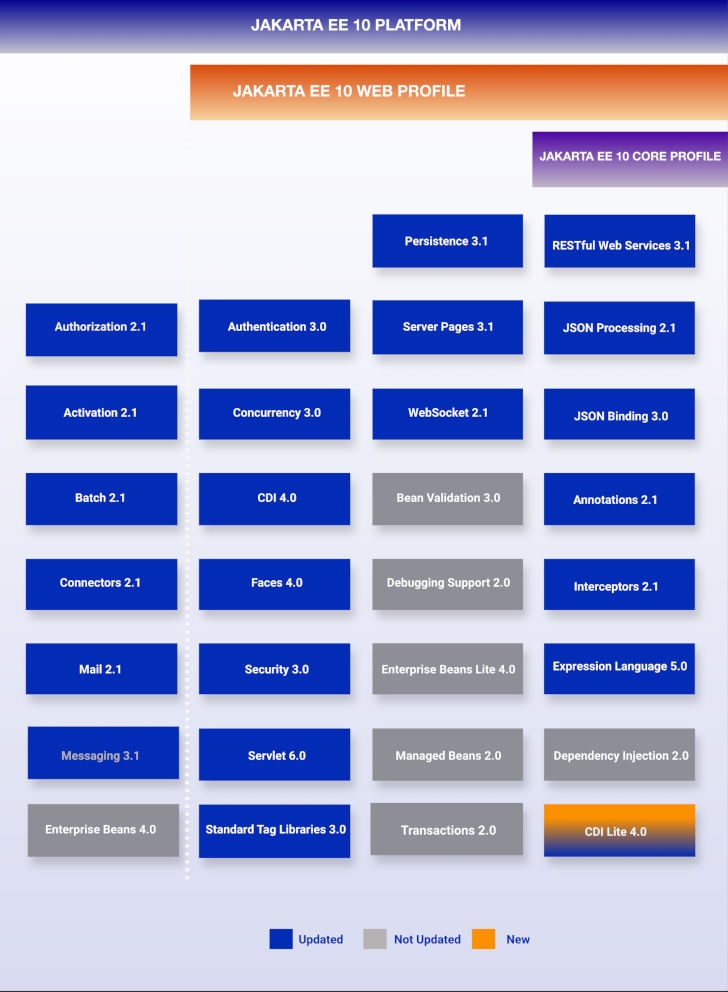 JAKARTA EE 10 PLATFORM
JAKARTA EE 10 WEB PROFILE
JAKARTA EE 10 CORE PROFILE
Persistence 3.1
RESTful Web Services 3.1
Authorization 2.1
Authentication 3.0
Server Pages 3.1
JSON Processing 2.1
Activation 2.1
Concurrency 3.0
WebSocket 2.1
JSON Binding 3.0
Batch 2.1
CDI 4.0
Bean Validation 3.0
Annotations 2.1
Connectors 2.1
Faces 4.0
Debugging Support 2.0
Interceptors 2.1
Mail 2.1
Security 3.0
Enterprise Beans Lite 4.0
Expression Language 5.0
Messaging 3.1
Servlet 6.0
Managed Beans 2.0
Dependency Injection 2.0
Enterprise Beans 4.0
Standard Tag Libraries 3.0
Transactions 2.0
CDI Lite 4.0
Updated
Not Updated
New